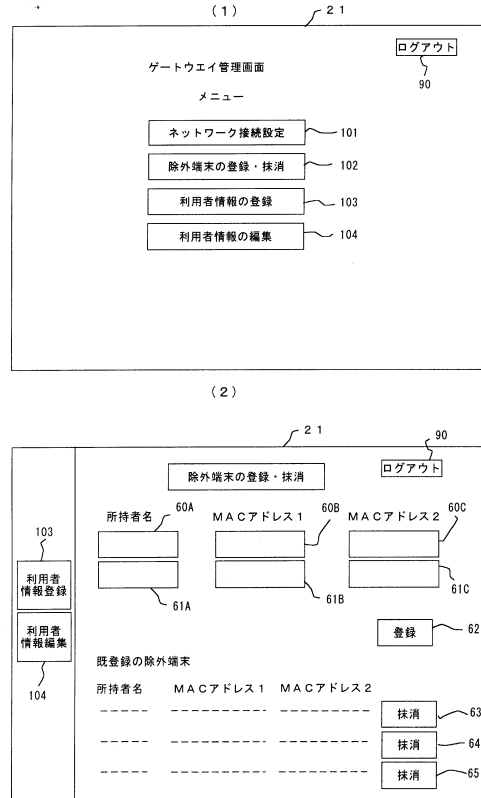 (1)
21
ログアウト
90
ゲートウエイ管理画面
メニュー
ネットワーク接続設定
101
除外端末の登録・抹消
102
利用者情報の登録
103
利用者情報の編集
104
(2)
21
90
除外端末の登録・抹消
ログアウト
所持者名
60A
MACアドレス1
60B
MACアドレス2
60C
103
利用者
情報登録
61A
61B
61C
利用者
情報編集
104
登録
62
既登録の除外端末
所持者名 MACアドレス1 MACアドレス2
抹消
63
抹消
64
抹消
65